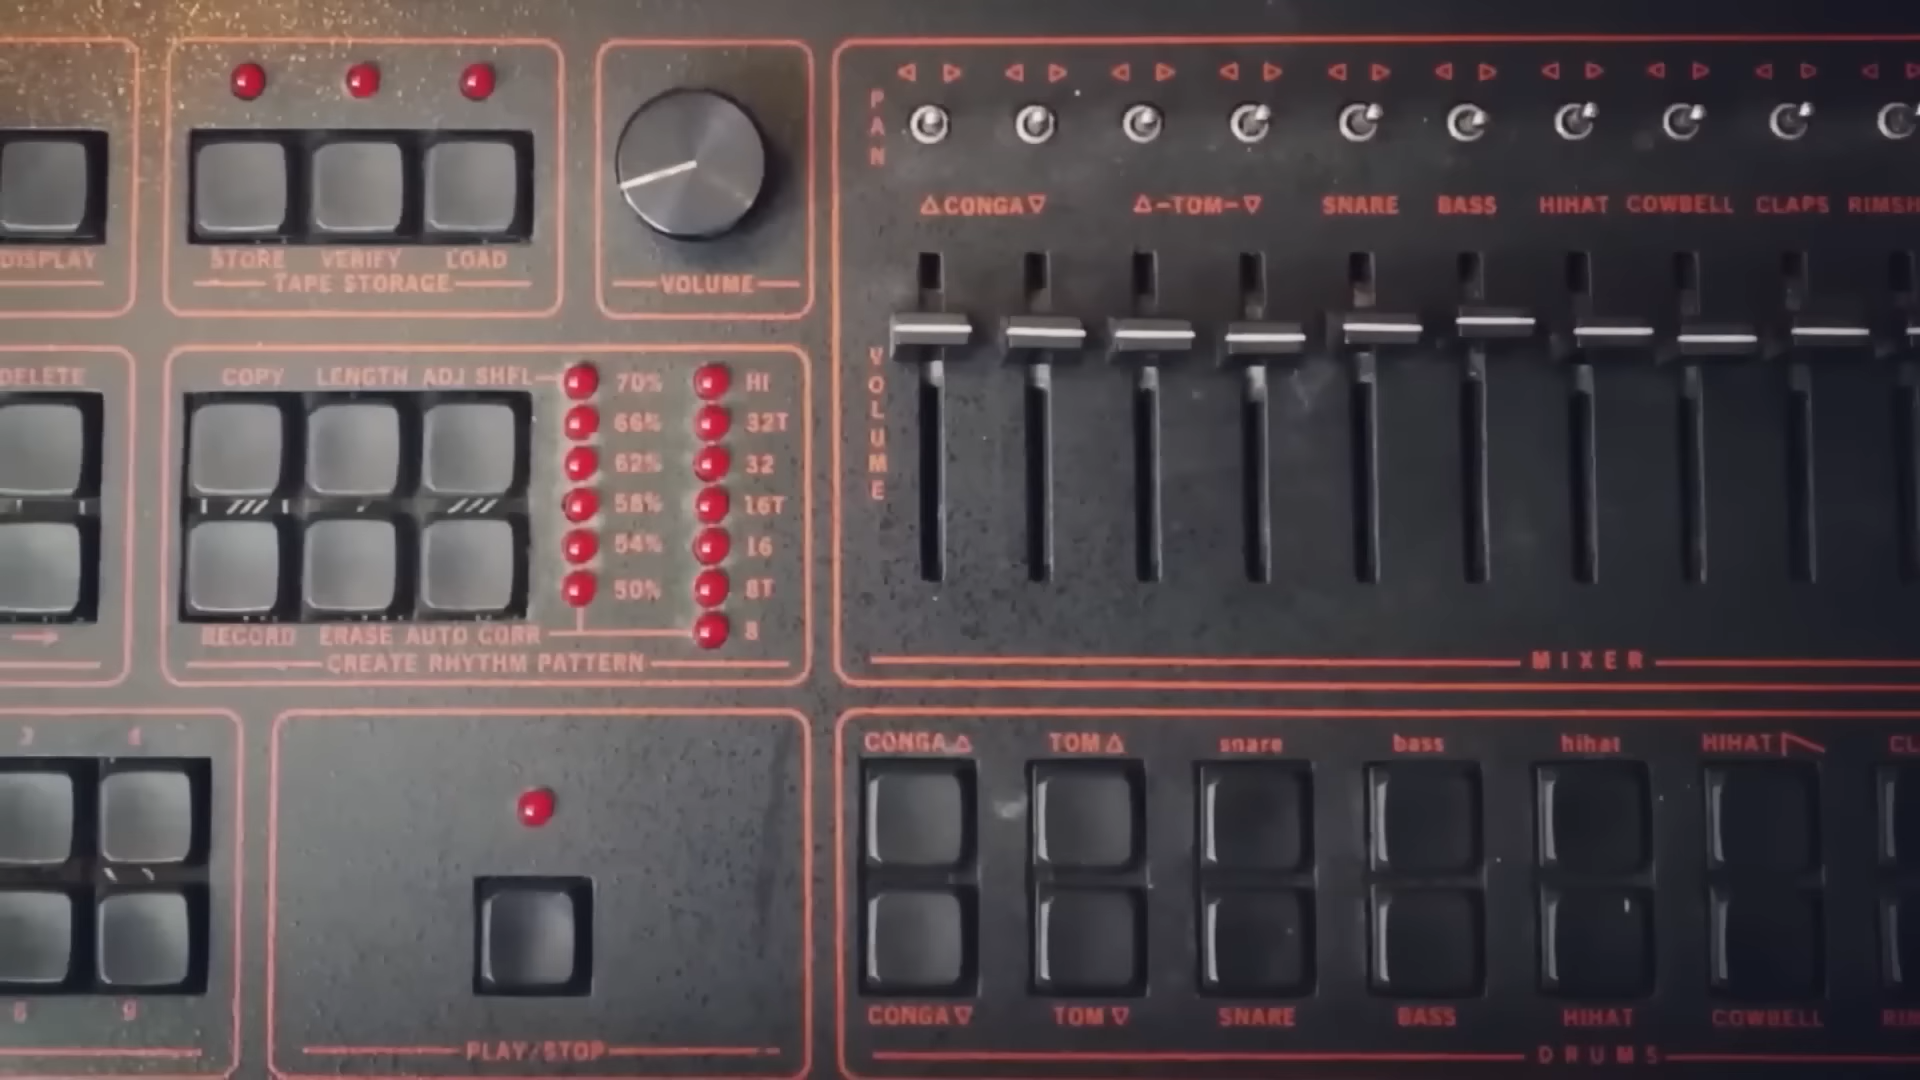 PAN
△CONGA▽ △-TOM-▽ SNARE BASS HIHAT COWBELL CLAPS RIMSH
DISPLAY
STORE VERIFY LOAD
TAPE STORAGE
VOLUME
VOLUME
DELETE
COPY LENGTH ADJ SHFL
70% HI
66% 32T
62% 32
58% 16T
54% 16
50% 8T
8
RECORD ERASE AUTO CORR
CREATE RHYTHM PATTERN
MIXER
3
CONGA △ TOM △ snare bass hihat HIHAT CL
9
CONGA ▽ TOM ▽ SNARE BASS HIHAT COWBELL RIM
PLAY/STOP
DRUMS